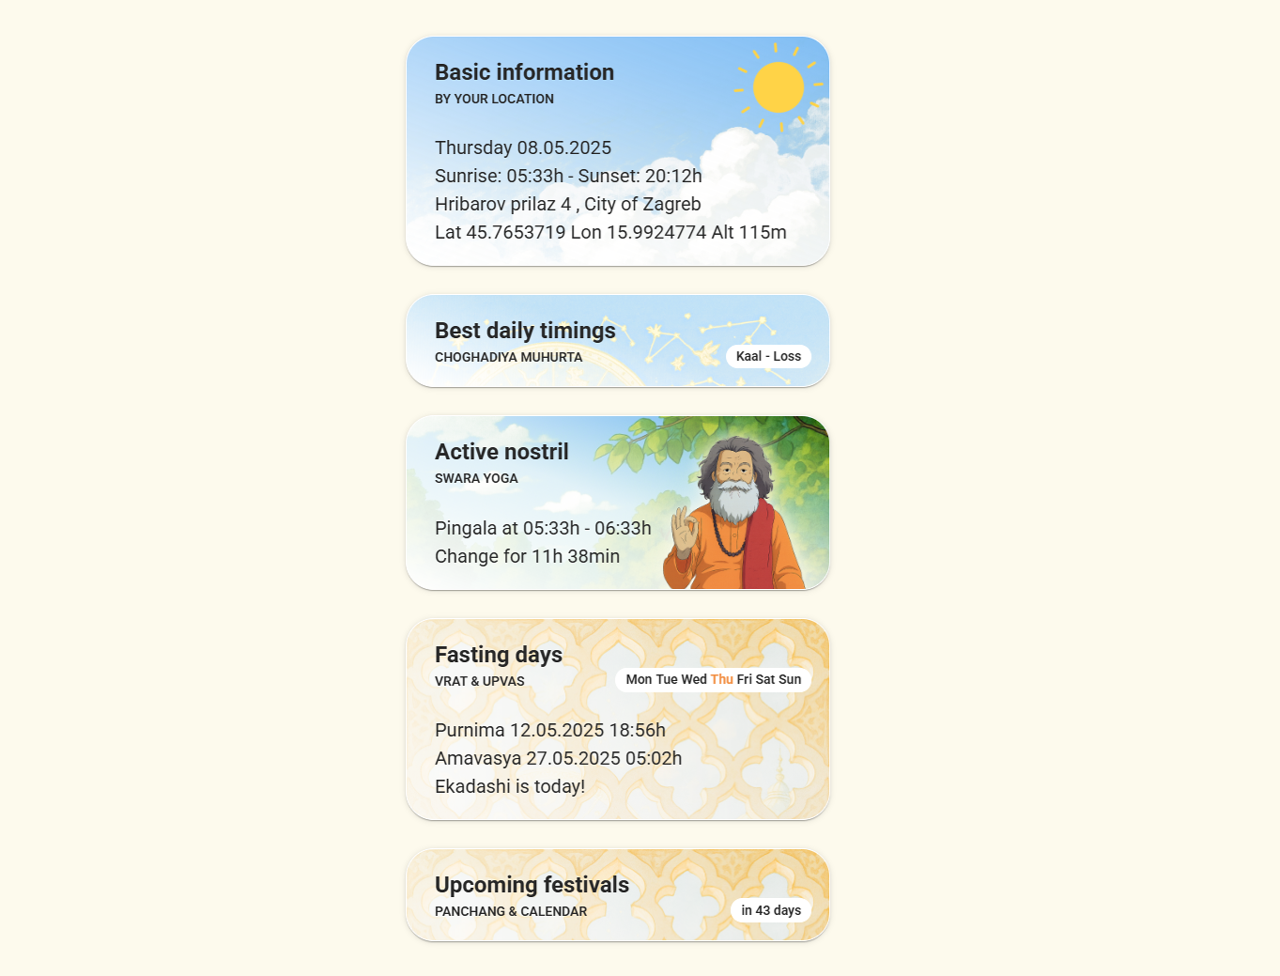 Basic information
BY YOUR LOCATION
Thursday 08.05.2025
Sunrise: 05:33h - Sunset: 20:12h
Hribarov prilaz 4 , City of Zagreb
Lat 45.7653719 Lon 15.9924774 Alt 115m
Best daily timings
CHOGHADIYA MUHURTA
Kaal - Loss
Active nostril
SWARA YOGA
Pingala at 05:33h - 06:33h
Change for 11h 38min
Fasting days
VRAT & UPVAS
Mon Tue Wed Thu Fri Sat Sun
Purnima 12.05.2025 18:56h
Amavasya 27.05.2025 05:02h
Ekadashi is today!
Upcoming festivals
PANCHANG & CALENDAR
in 43 days